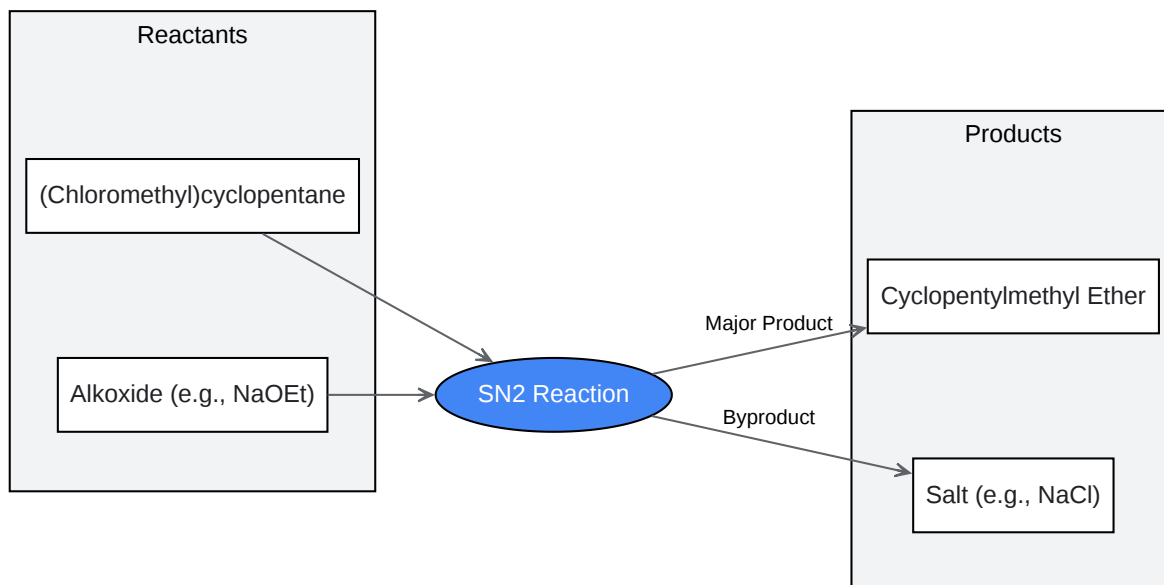 Reactants
(Chloromethyl)cyclopentane
Alkoxide (e.g., NaOEt)
SN2 Reaction
Major Product
Byproduct
Products
Cyclopentylmethyl Ether
Salt (e.g., NaCl)